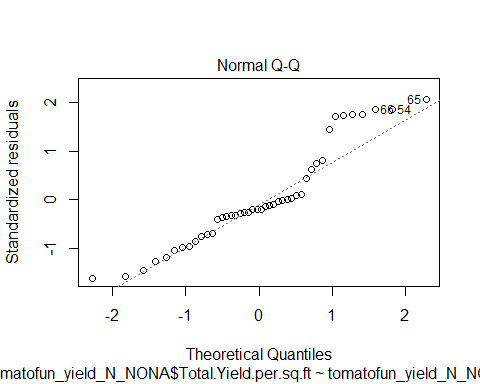 Normal Q-Q
Standardized residuals
2
1
0
-1
65
66 54
-2
-1
0
1
2
Theoretical Quantiles
matofun_yield_N_NONA$Total.Yield.per.sq.ft ~ tomatofun_yield_N_NO